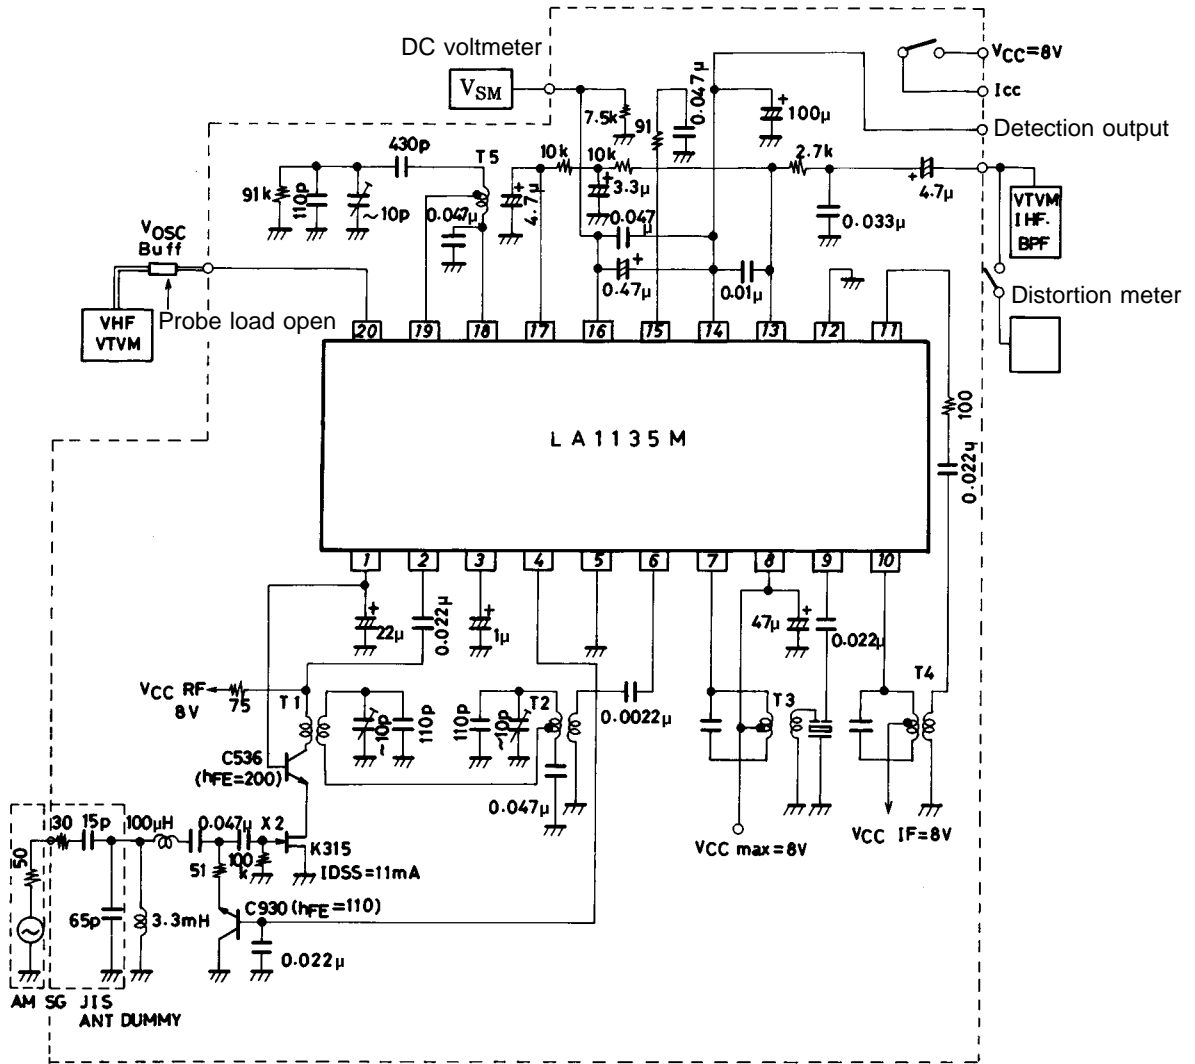 DC voltmeter
VCC=8V
Icc
Detection output
VSM
7.5k
91
0.047µ
+
100µ
430p
T5
10k
10k
2.7k
91k
110p
~10p
0.047µ
+
4.7µ
+
3.3µ
0.047
µ
0.033µ
+
4.7µ
VTVM
IHF.
BPF
VOSC
Buff
+
0.47µ
0.01µ
VHF
VTVM
Probe load open
Distortion meter
20 19 18 17 16 15 14 13 12 11
LA1135M
100
0.022µ
1 2 3 4 5 6 7 8 9 10
+
22µ
0.022µ
+
1µ
47µ
+
0.022µ
VCC RF
8V
75
T1
~10p
110p
110p
~10p
T2
0.0022µ
T3
T4
C536
(hFE=200)
0.047µ
VCC max=8V
VCC IF=8V
50
30
15p
100µH
0.047µ X2
51
100
k
K315
IDSS=11mA
65p
3.3mH
C930(hFE=110)
0.022µ
AM SG JIS
ANT DUMMY